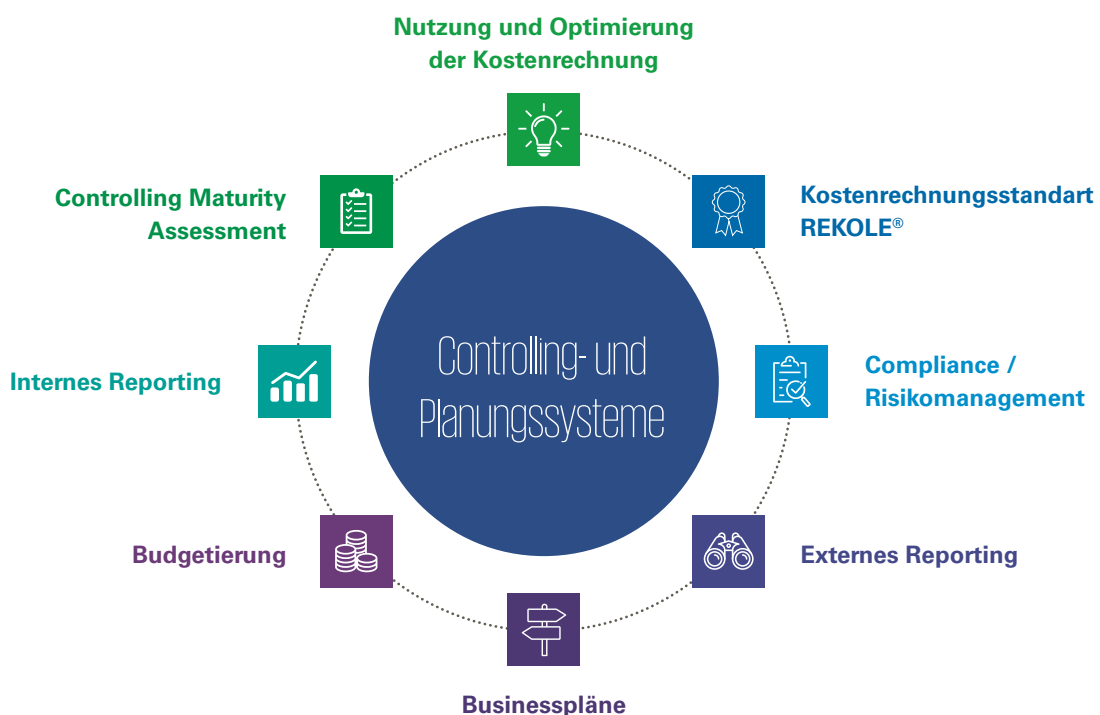 Nutzung und Optimierung
der Kostenrechnung
Kostenrechnungsstandart
REKOLE®
Compliance /
Risikomanagement
Externes Reporting
Businesspläne
Budgetierung
Internes Reporting
Controlling Maturity
Assessment
Controlling- und
Planungssysteme